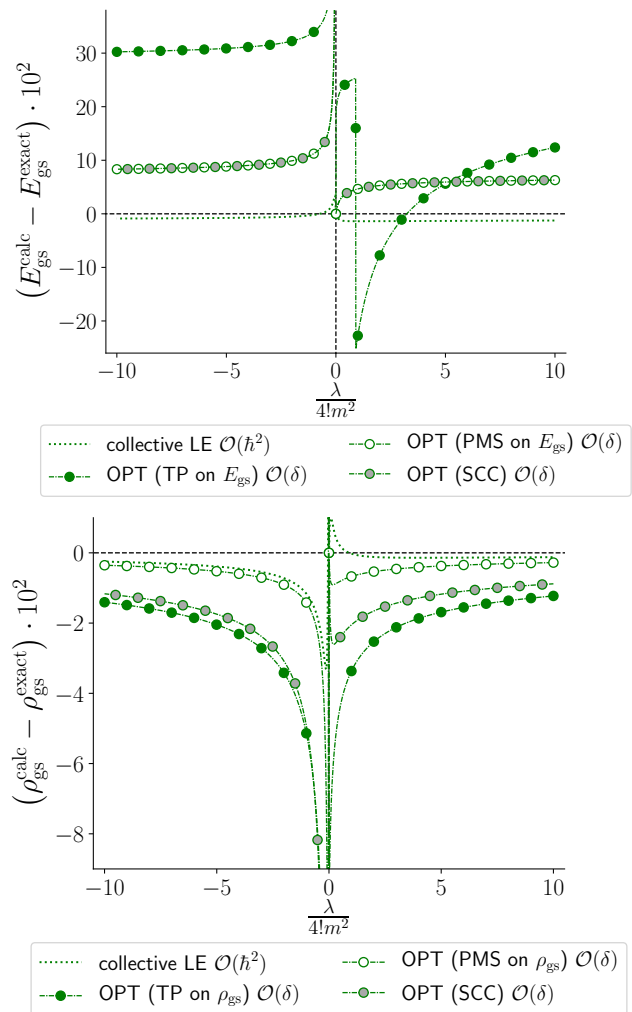 30
20
10
0
−10
−20
(E_gs^calc − E_gs^exact) · 10^2
−10 −5 0 5 10
λ/4!m^2
collective LE O(ħ^2)
OPT (TP on E_gs) O(δ)
OPT (PMS on E_gs) O(δ)
OPT (SCC) O(δ)
0
−2
−4
−6
−8
(ρ_gs^calc − ρ_gs^exact) · 10^2
−10 −5 0 5 10
λ/4!m^2
collective LE O(ħ^2)
OPT (TP on ρ_gs) O(δ)
OPT (PMS on ρ_gs) O(δ)
OPT (SCC) O(δ)